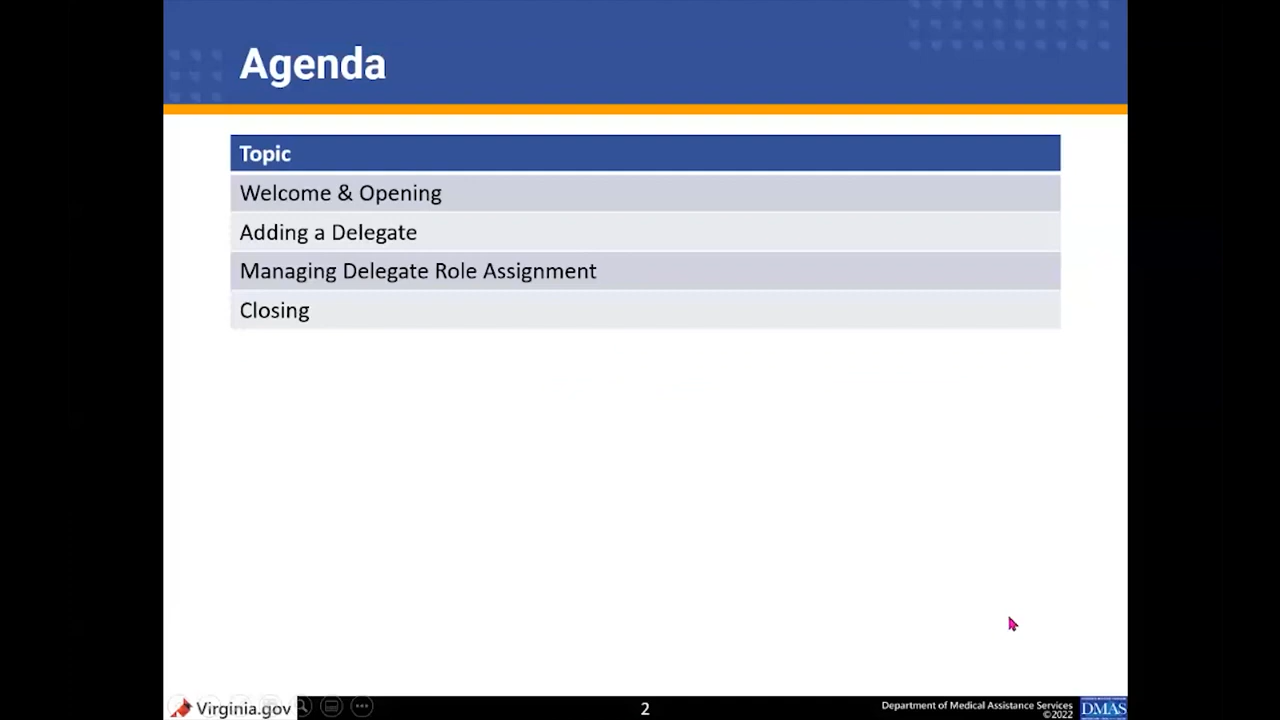 Agenda
Topic
Welcome & Opening
Adding a Delegate
Managing Delegate Role Assignment
Closing
Virginia.gov
2
Department of Medical Assistance Services
©2022
DMAS